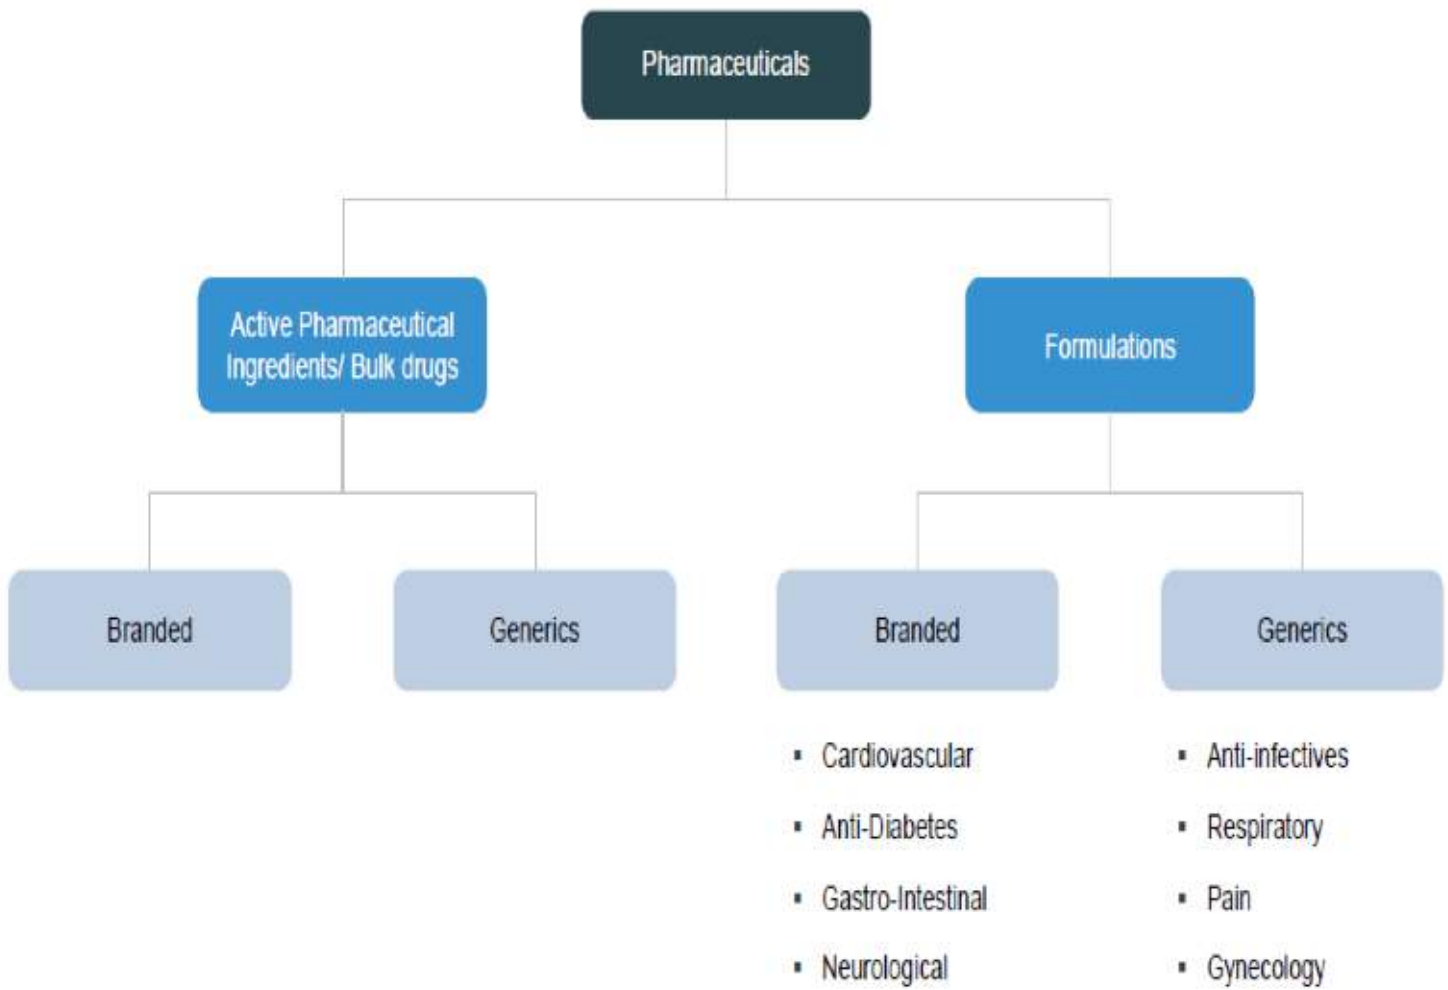 Pharmaceuticals
Active Pharmaceutical
Ingredients/ Bulk drugs
Formulations
Branded
Generics
Branded
Generics
▪ Cardiovascular
▪ Anti-Diabetes
▪ Gastro-Intestinal
▪ Neurological
▪ Anti-infectives
▪ Respiratory
▪ Pain
▪ Gynecology